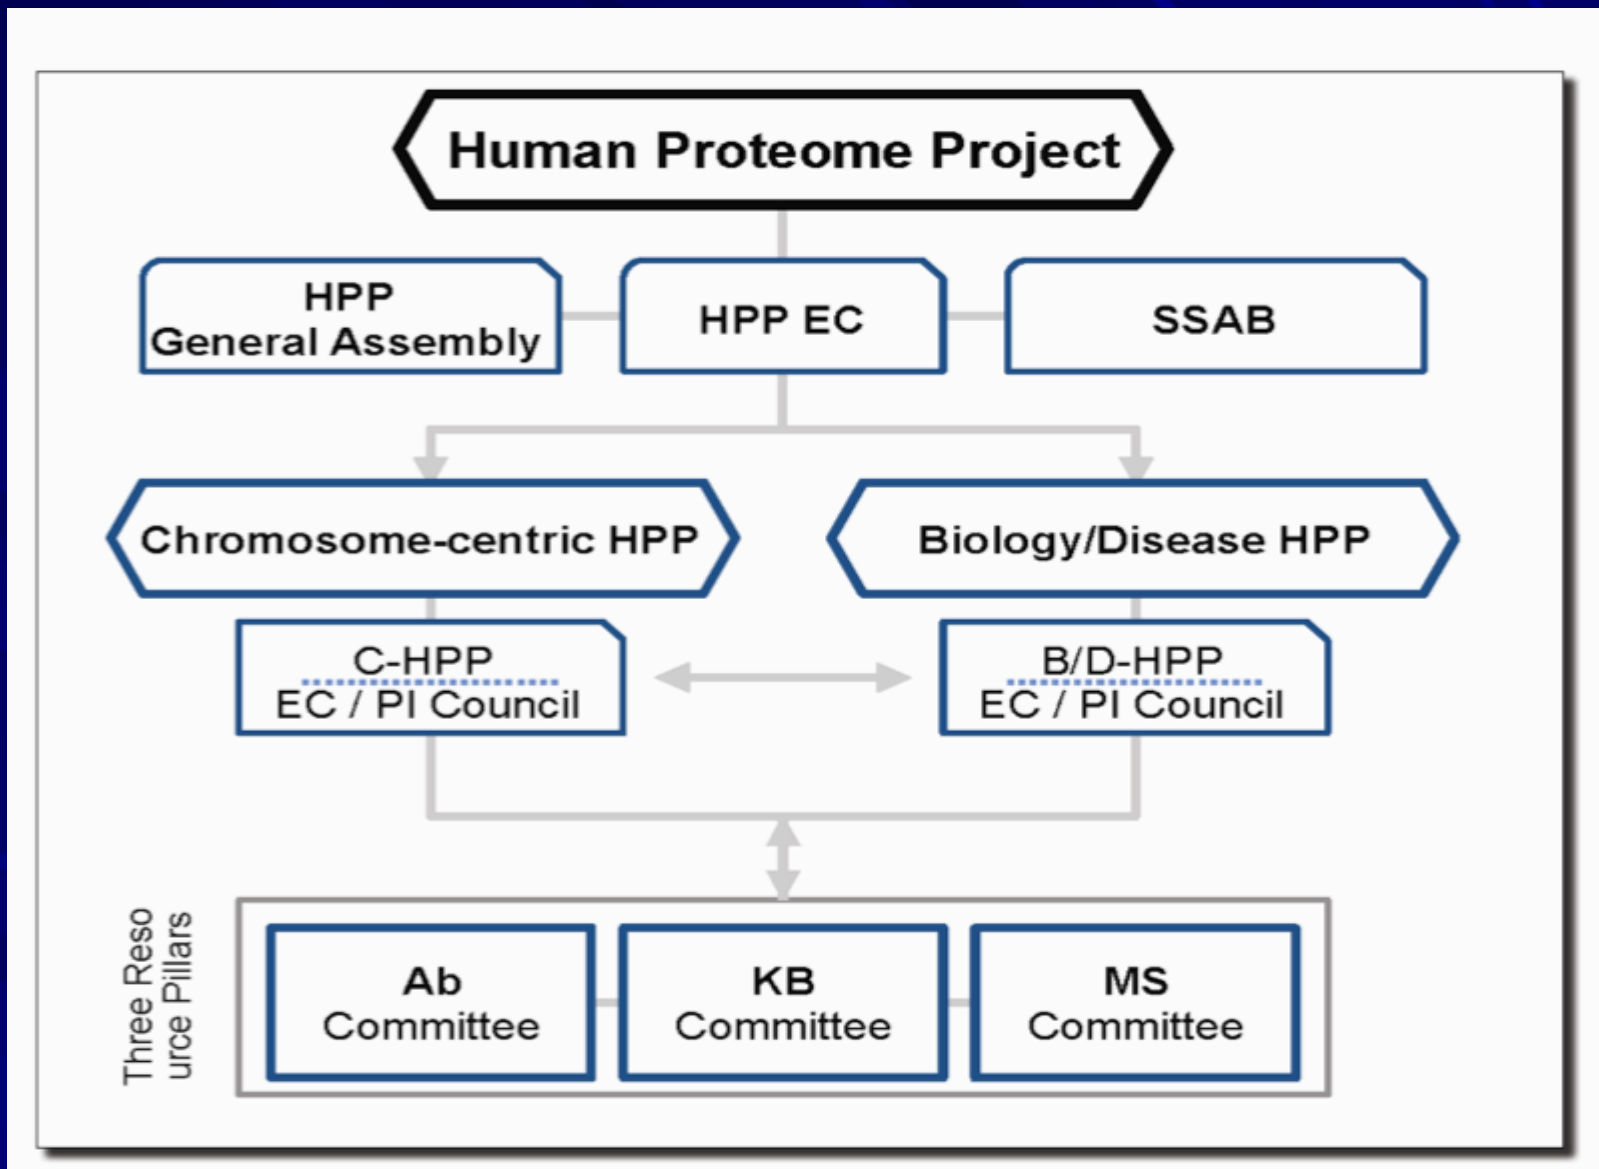 Human Proteome Project
HPP
General Assembly
HPP EC
SSAB
Chromosome-centric HPP
Biology/Disease HPP
C-HPP
EC / PI Council
B/D-HPP
EC / PI Council
Three Reso
urce Pillars
Ab
Committee
KB
Committee
MS
Committee